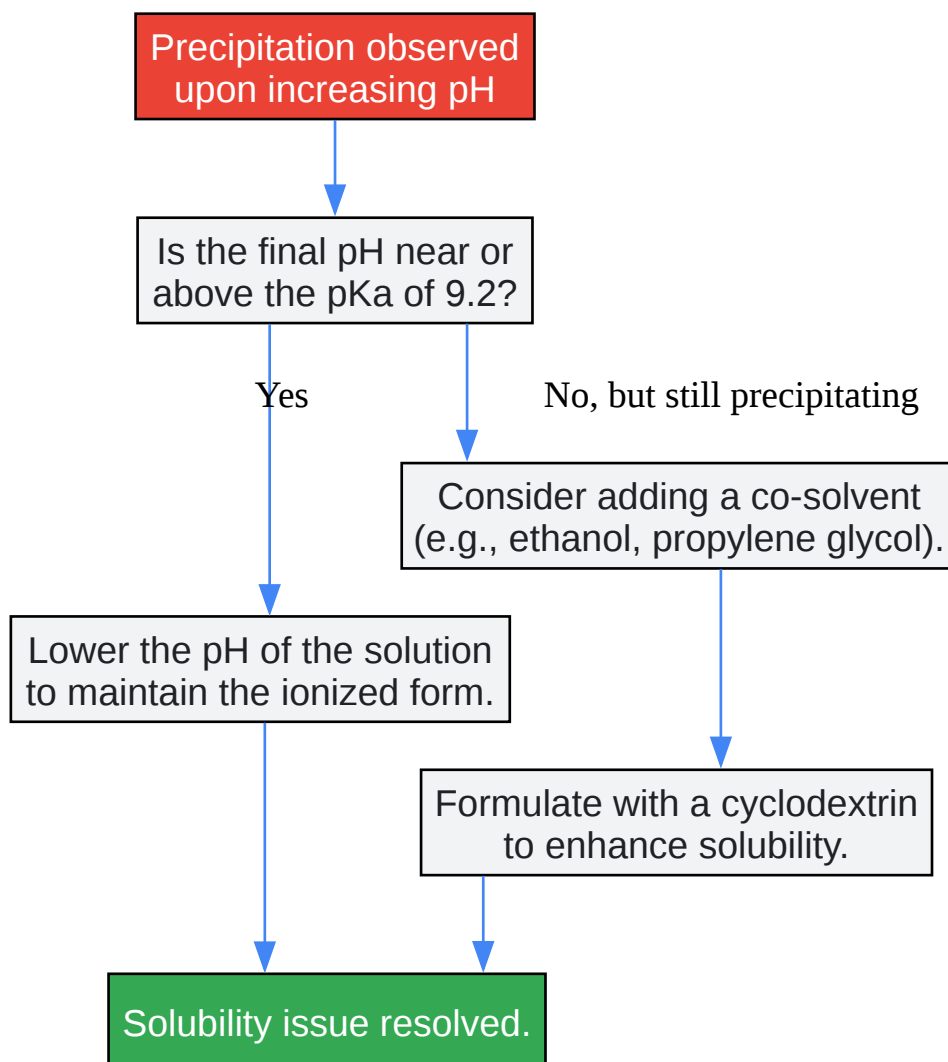 Precipitation observed
upon increasing pH
Is the final pH near or
above the pKa of 9.2?
Yes
No, but still precipitating
Consider adding a co-solvent
(e.g., ethanol, propylene glycol).
Lower the pH of the solution
to maintain the ionized form.
Formulate with a cyclodextrin
to enhance solubility.
Solubility issue resolved.